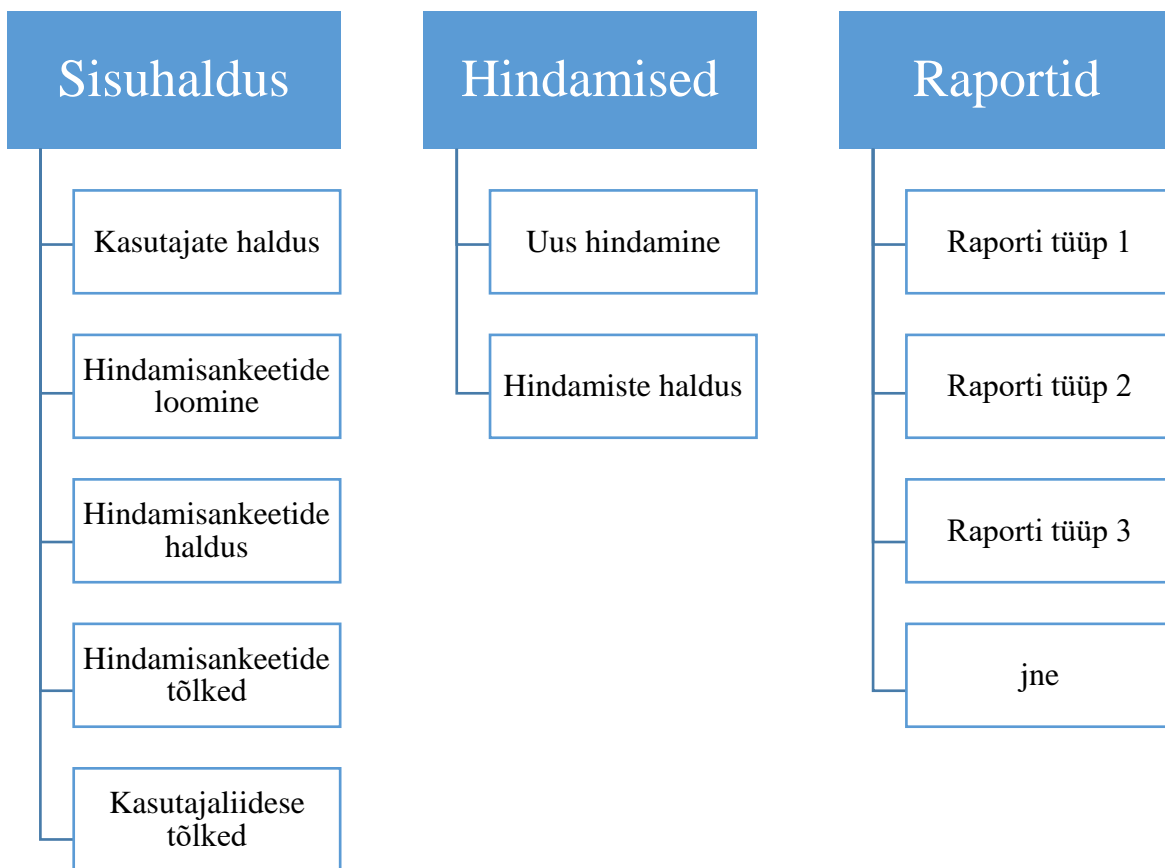 Sisuhaldus
Kasutajate haldus
Hindamisankeetide
loomine
Hindamisankeetide
haldus
Hindamisankeetide
tõlked
Kasutajaliidese
tõlked
Hindamised
Uus hindamine
Hindamiste haldus
Raportid
Raporti tüüp 1
Raporti tüüp 2
Raporti tüüp 3
jne